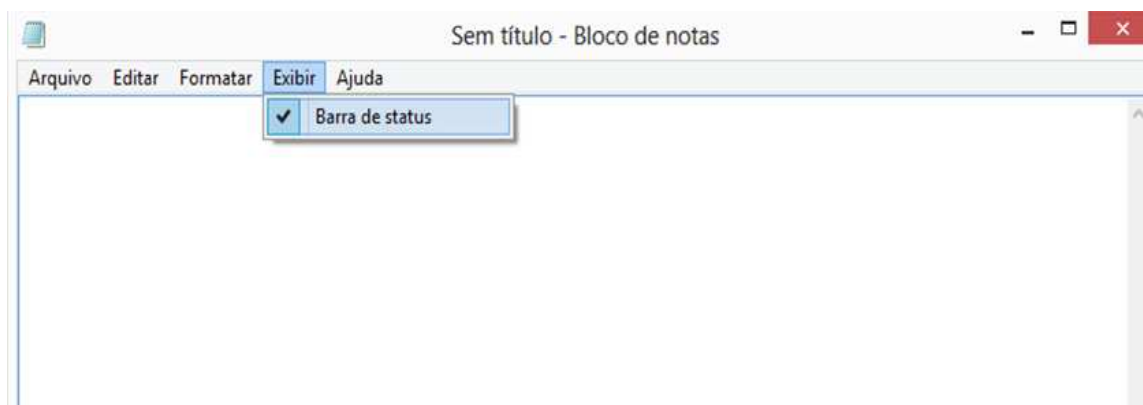 Sem título - Bloco de notas
Arquivo Editar Formatar Exibir Ajuda
Barra de status